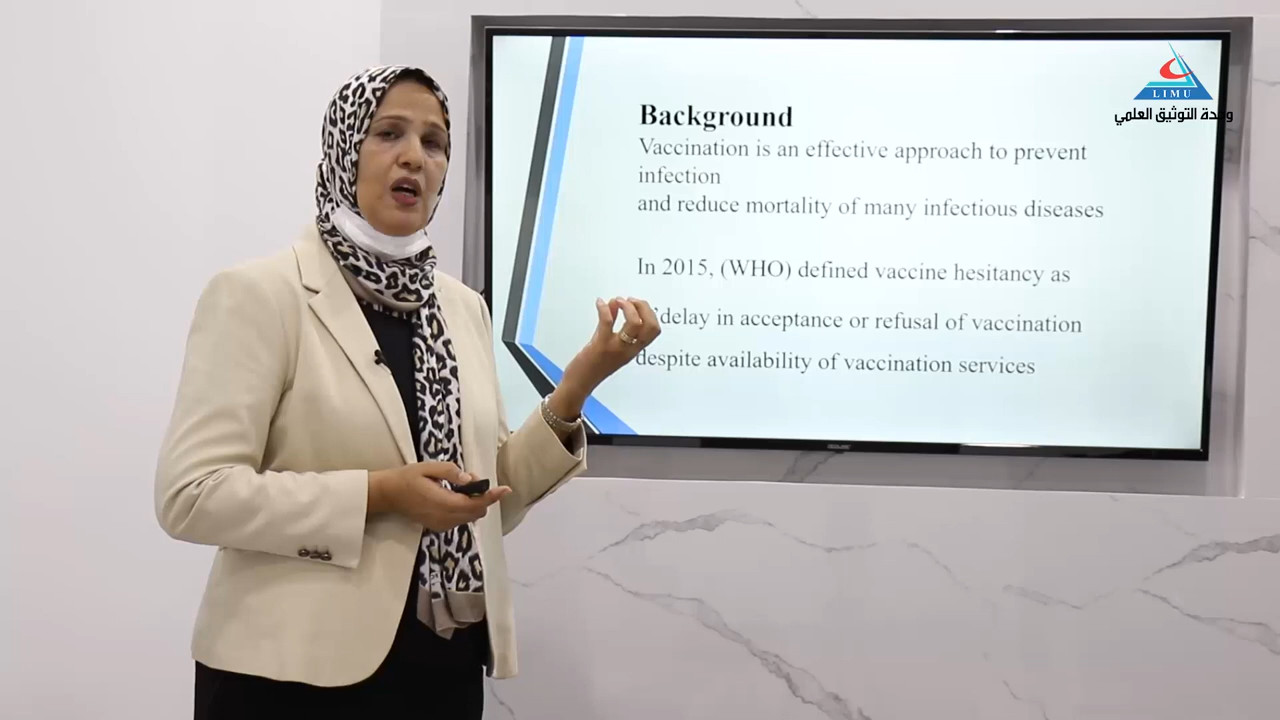 LIMU
وحدة التوثيق العلمي
Background
Vaccination is an effective approach to prevent
infection
and reduce mortality of many infectious diseases
In 2015, (WHO) defined vaccine hesitancy as
delay in acceptance or refusal of vaccination
despite availability of vaccination services